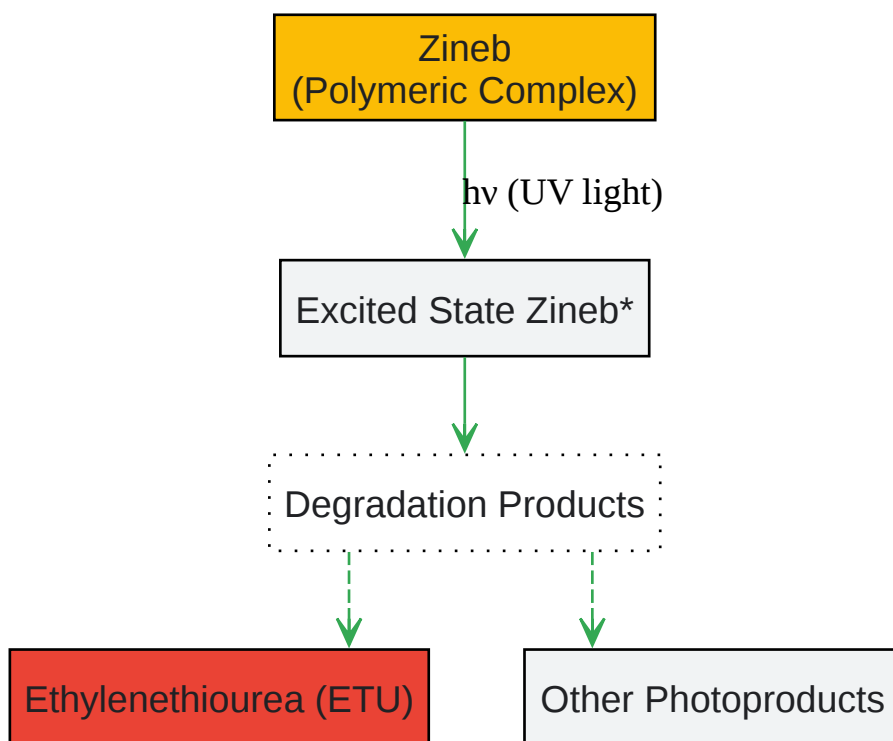 Zineb
(Polymeric Complex)
hν (UV light)
Excited State Zineb*
Degradation Products
Ethylenethiourea (ETU)
Other Photoproducts